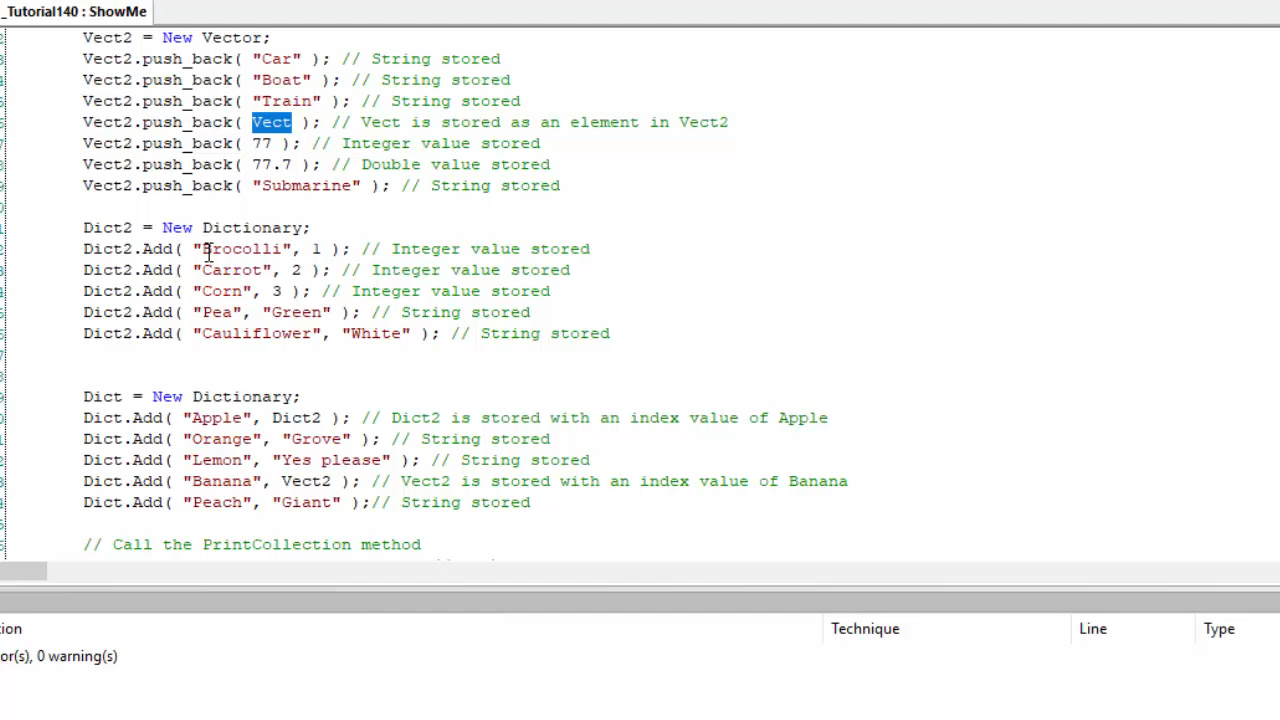 _Tutorial140 : ShowMe
Vect2 = New Vector;
Vect2.push_back( "Car" ); // String stored
Vect2.push_back( "Boat" ); // String stored
Vect2.push_back( "Train" ); // String stored
Vect2.push_back( Vect ); // Vect is stored as an element in Vect2
Vect2.push_back( 77 ); // Integer value stored
Vect2.push_back( 77.7 ); // Double value stored
Vect2.push_back( "Submarine" ); // String stored
Dict2 = New Dictionary;
Dict2.Add( "Brocolli", 1 ); // Integer value stored
Dict2.Add( "Carrot", 2 ); // Integer value stored
Dict2.Add( "Corn", 3 ); // Integer value stored
Dict2.Add( "Pea", "Green" ); // String stored
Dict2.Add( "Cauliflower", "White" ); // String stored
Dict = New Dictionary;
Dict.Add( "Apple", Dict2 ); // Dict2 is stored with an index value of Apple
Dict.Add( "Orange", "Grove" ); // String stored
Dict.Add( "Lemon", "Yes please" ); // String stored
Dict.Add( "Banana", Vect2 ); // Vect2 is stored with an index value of Banana
Dict.Add( "Peach", "Giant" );// String stored
// Call the PrintCollection method
ion Technique Line Type
or(s), 0 warning(s)